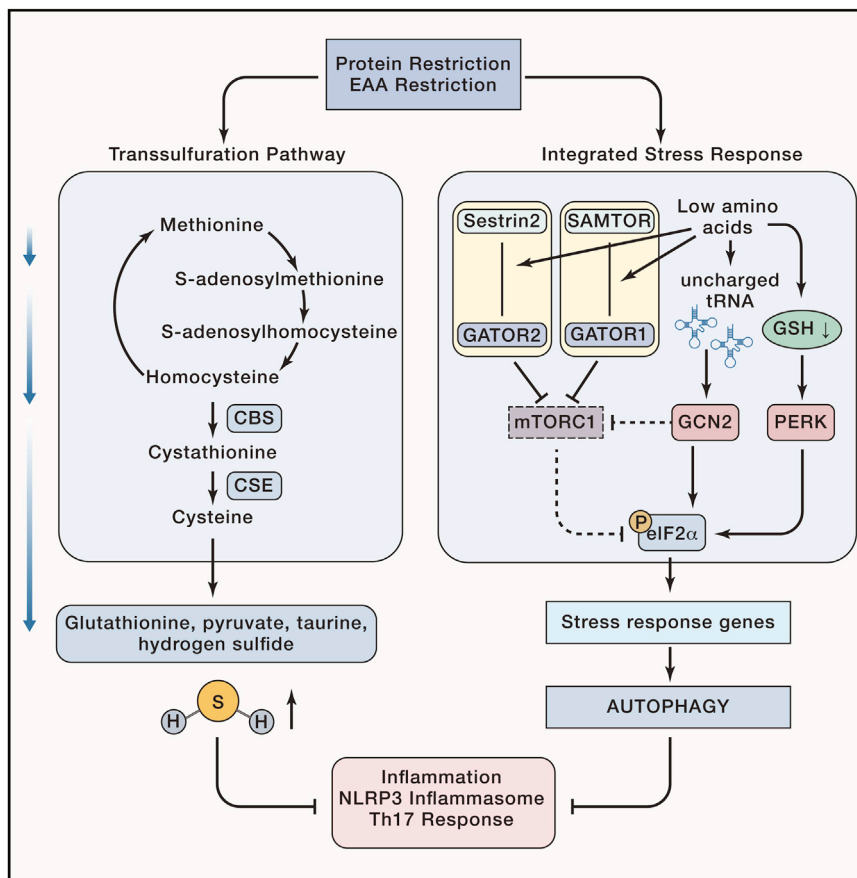 Protein Restriction
EAA Restriction
Transsulfuration Pathway
Methionine
S-adenosylmethionine
S-adenosylhomocysteine
Homocysteine
CBS
Cystathionine
CSE
Cysteine
Glutathionine, pyruvate, taurine,
hydrogen sulfide
S
H
H
Integrated Stress Response
Sestrin2
SAMTOR
Low amino
acids
uncharged
tRNA
GATOR2
GATOR1
GSH ↓
mTORC1
GCN2
PERK
P
eIF2α
Stress response genes
AUTOPHAGY
Inflammation
NLRP3 Inflammasome
Th17 Response